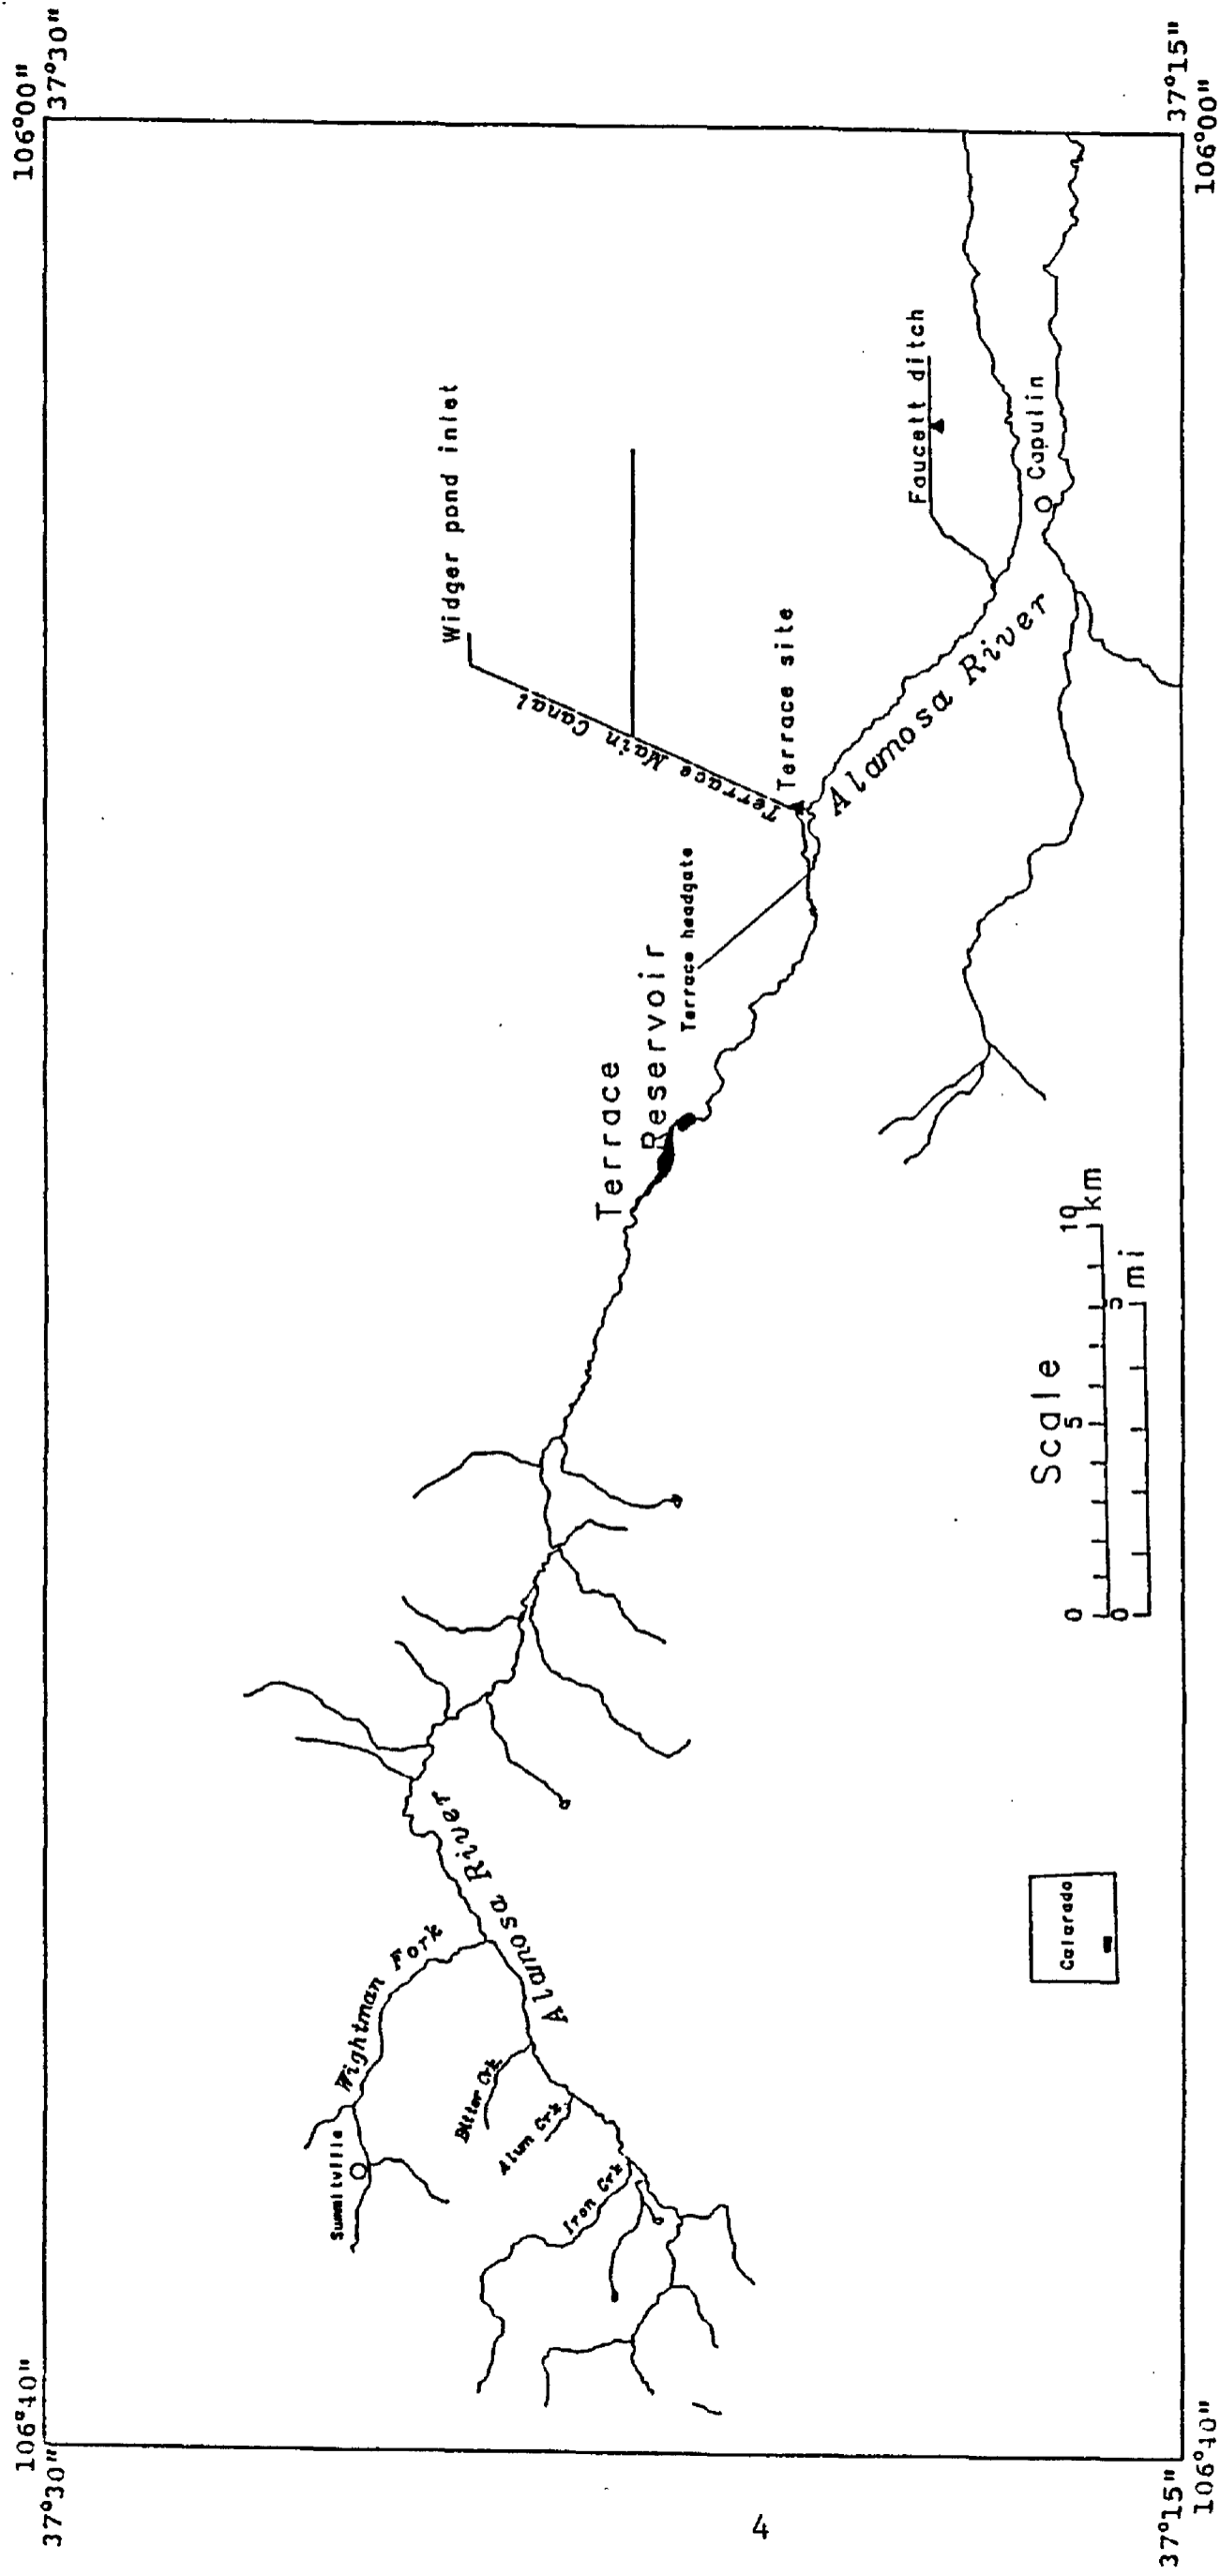 106°40"
106°00"
37°30"
37°30"
Widger pond inlet
Summitville
Wightman Fork
Terrace Main Canal
Bitter Crk
Alum Crk
Iron Crk
Alamosa River
Terrace
Reservoir
Terrace headgate
Terrace site
Faucett ditch
Alamosa River
Capulin
Scale
0 5 10
km
0 5
mi
Colorado
37°15"
37°15"
106°40"
106°00"
4